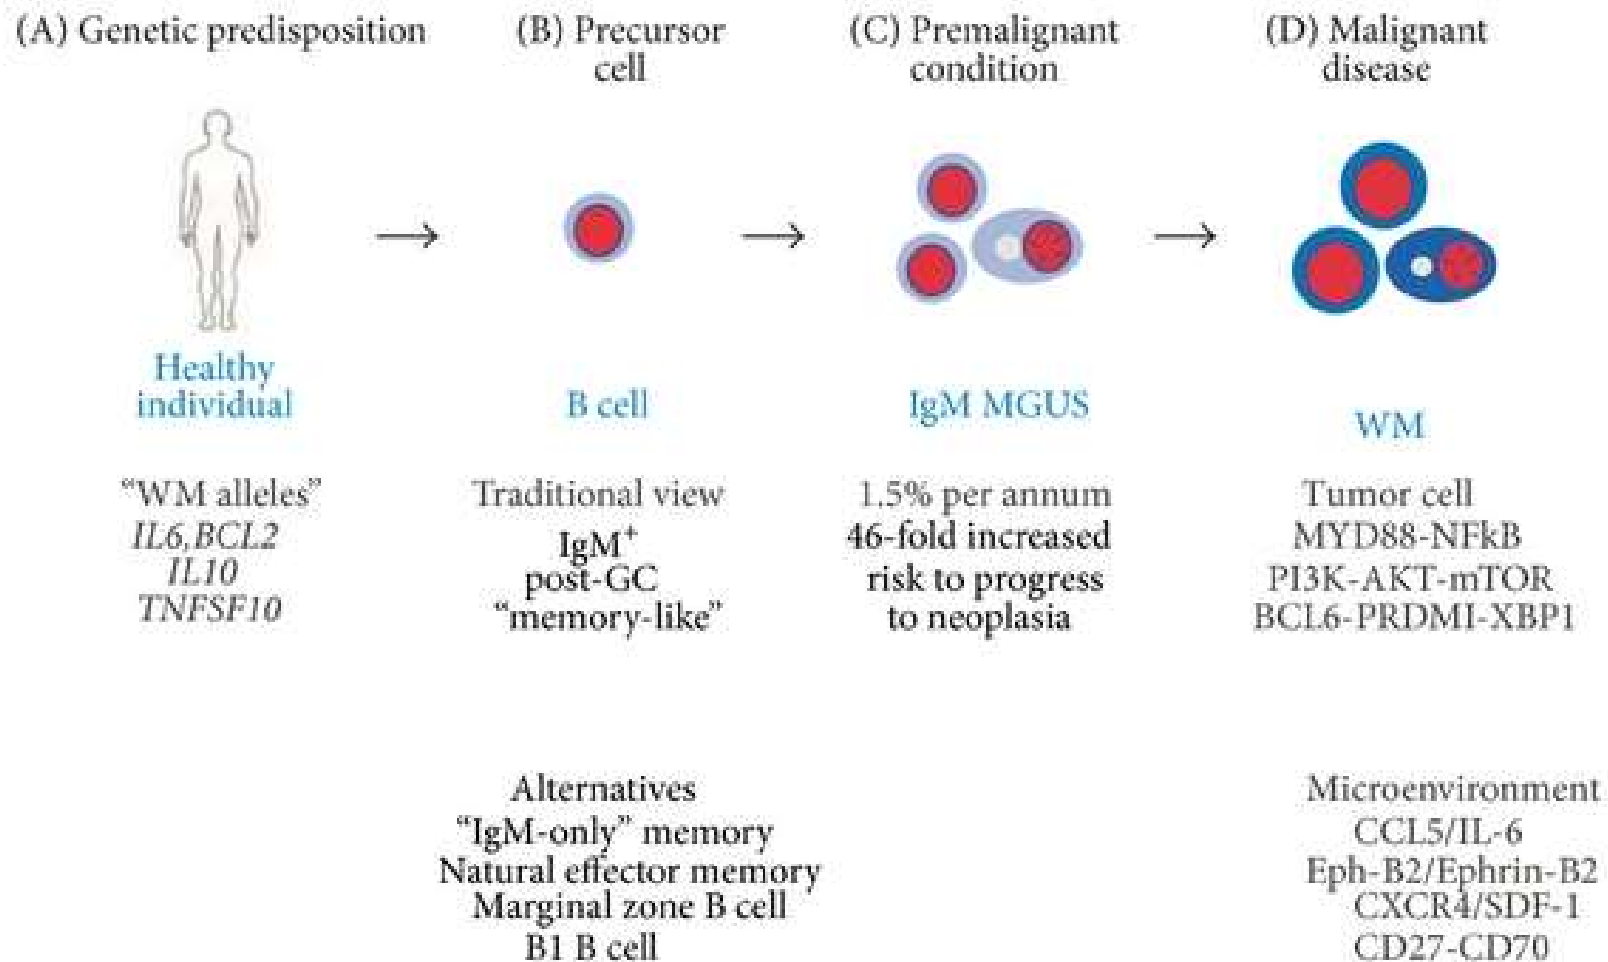 (A) Genetic predisposition
Healthy
individual
“WM alleles”
IL6,BCL2
IL10
TNFSF10
(B) Precursor
cell
B cell
Traditional view
IgM⁺
post-GC
“memory-like”
Alternatives
“IgM-only” memory
Natural effector memory
Marginal zone B cell
B1 B cell
(C) Premalignant
condition
IgM MGUS
1.5% per annum
46-fold increased
risk to progress
to neoplasia
(D) Malignant
disease
WM
Tumor cell
MYD88-NFkB
PI3K-AKT-mTOR
BCL6-PRDMI-XBP1
Microenvironment
CCL5/IL-6
Eph-B2/Ephrin-B2
CXCR4/SDF-1
CD27-CD70